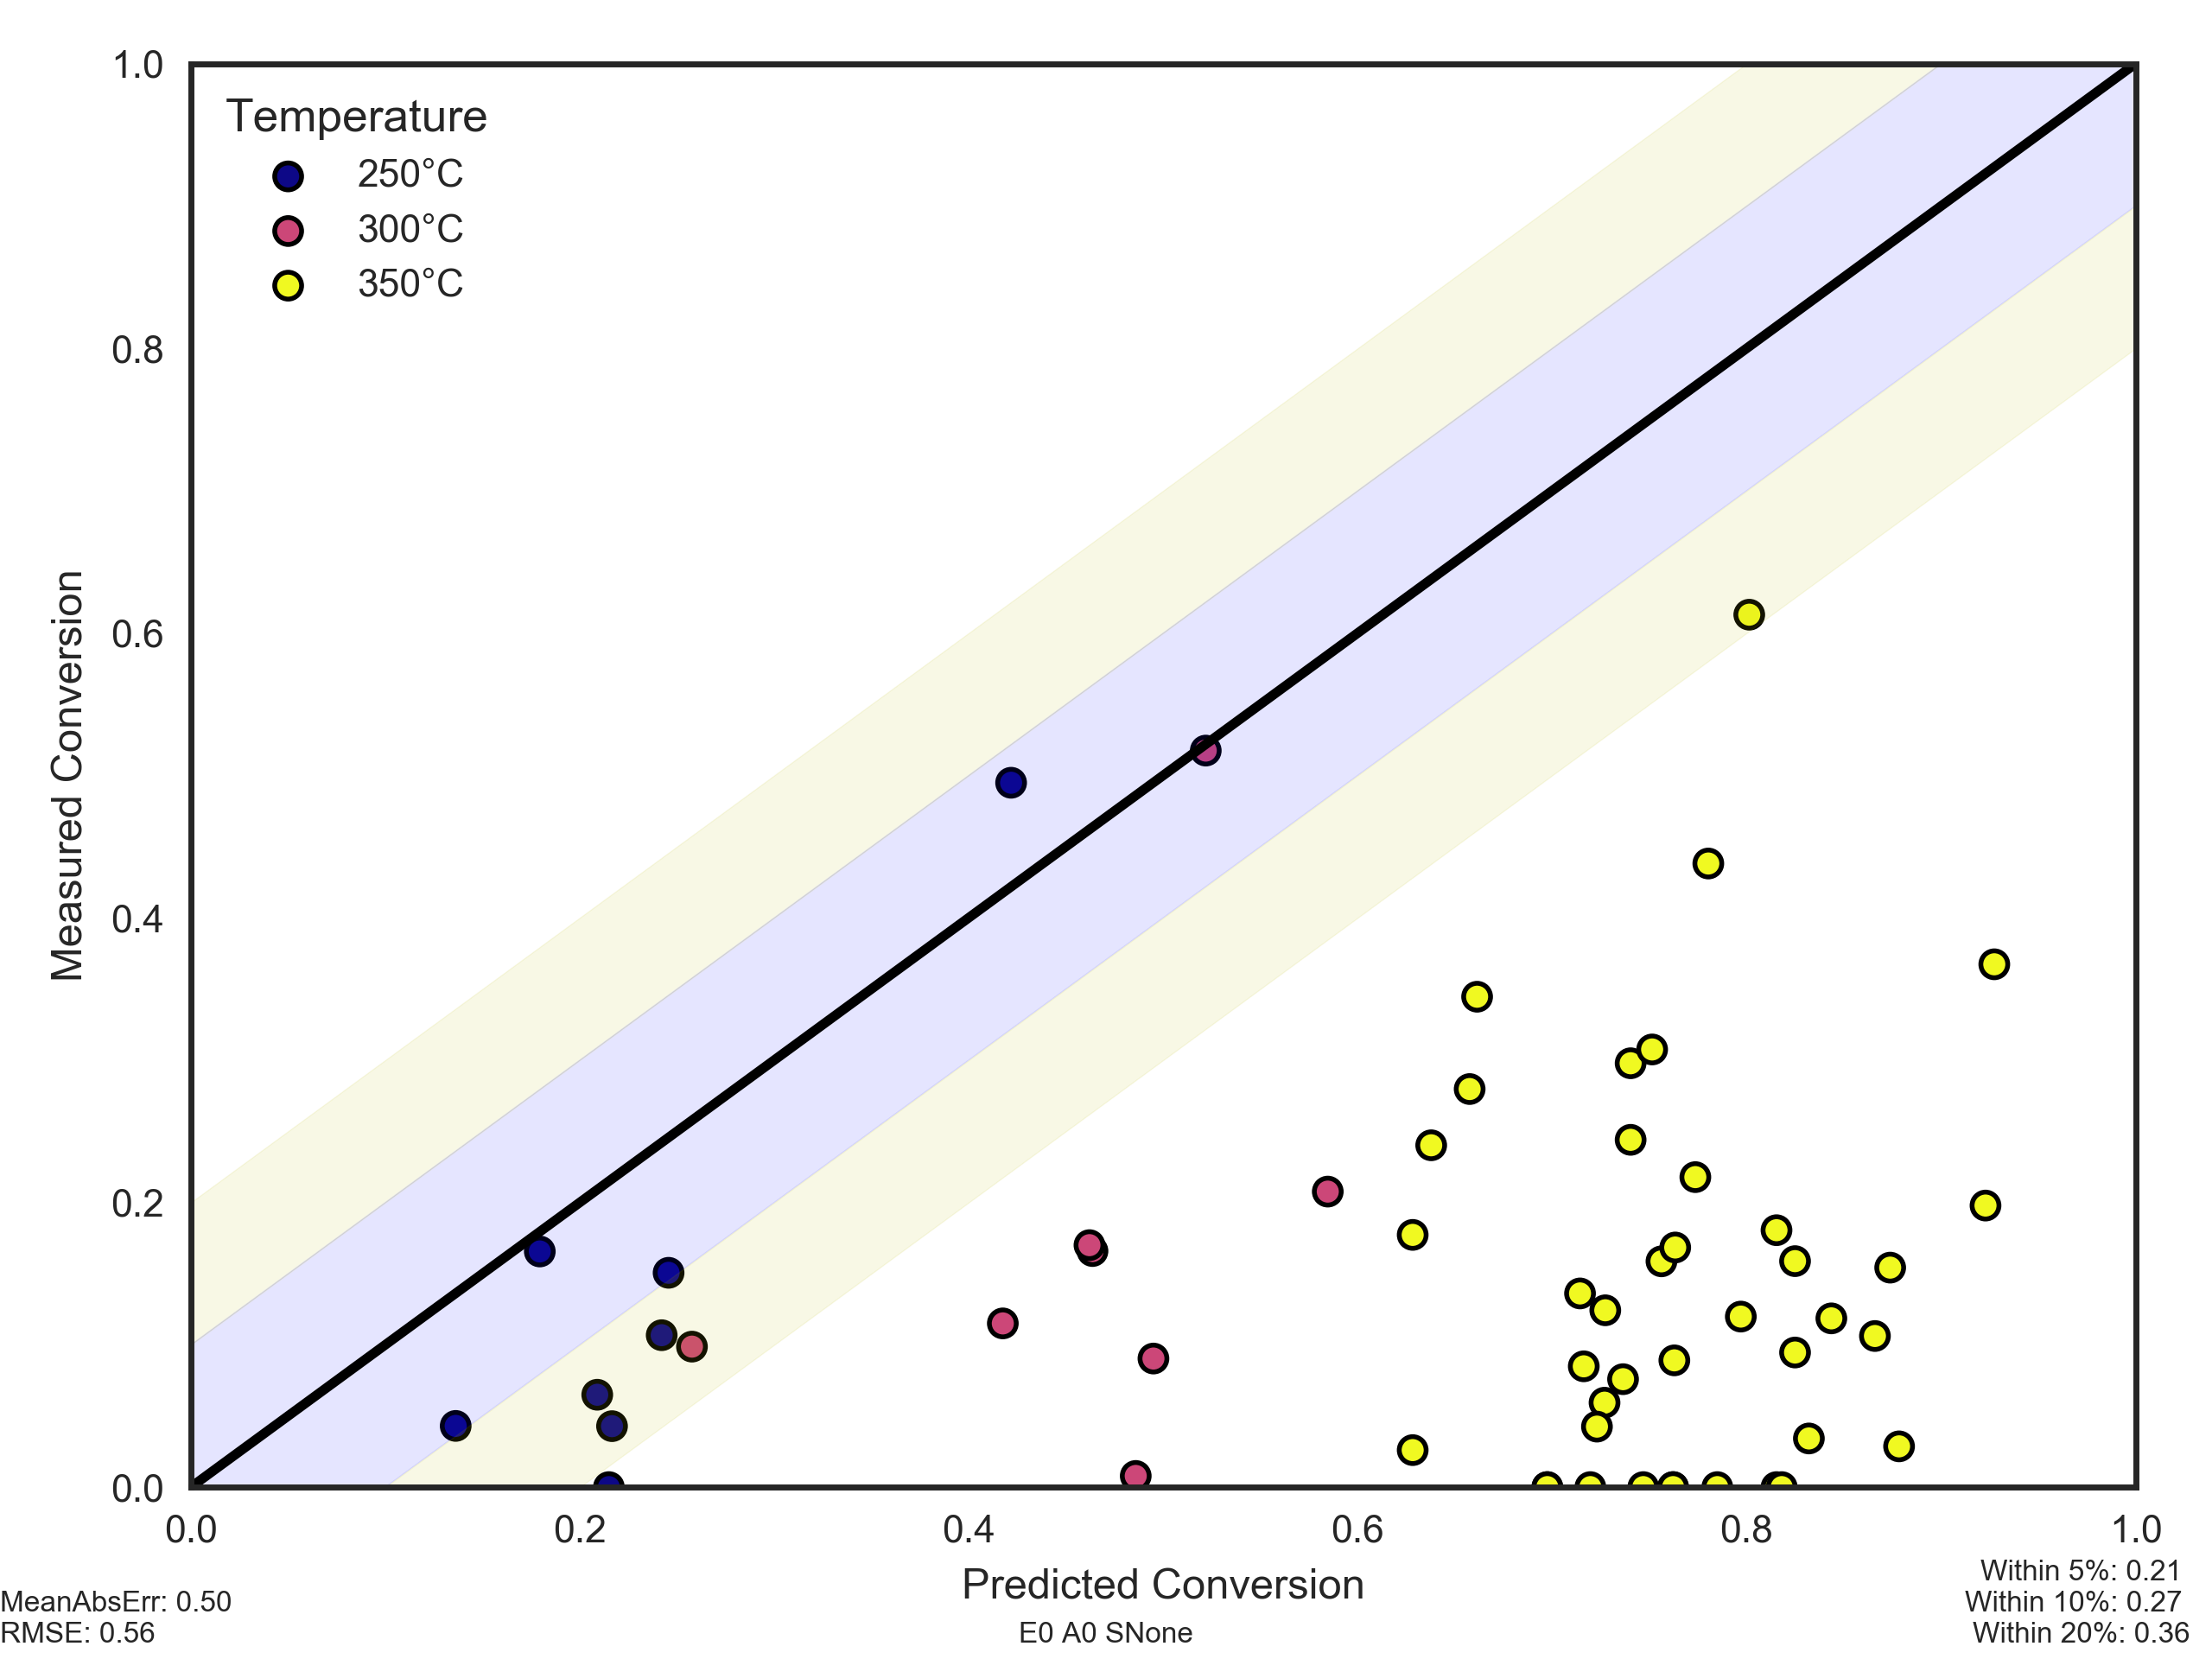 1.0
0.8
0.6
0.4
0.2
0.0
Measured Conversion
Temperature
250°C
300°C
350°C
0.0 0.2 0.4 0.6 0.8 1.0
Predicted Conversion
E0 A0 SNone
MeanAbsErr: 0.50
RMSE: 0.56
Within 5%: 0.21
Within 10%: 0.27
Within 20%: 0.36